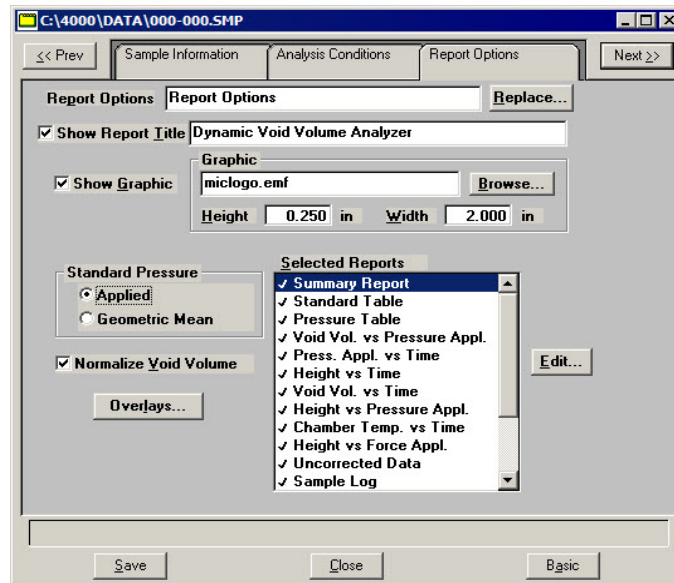 C:\4000\DATA\000-000.SMP
<< Prev
Sample Information
Analysis Conditions
Report Options
Next >>
Report Options
Report Options
Replace...
Show Report Title
Dynamic Void Volume Analyzer
Graphic
Show Graphic
miclogo.emf
Browse...
Height 0.250 in Width 2.000 in
Standard Pressure
Applied
Geometric Mean
Normalize Void Volume
Overlays...
Selected Reports
Summary Report
Standard Table
Pressure Table
Void Vol. vs Pressure Appl.
Press. Appl. vs Time
Height vs Time
Void Vol. vs Time
Height vs Pressure Appl.
Chamber Temp. vs Time
Height vs Force Appl.
Uncorrected Data
Sample Log
Edit...
Save
Close
Basic